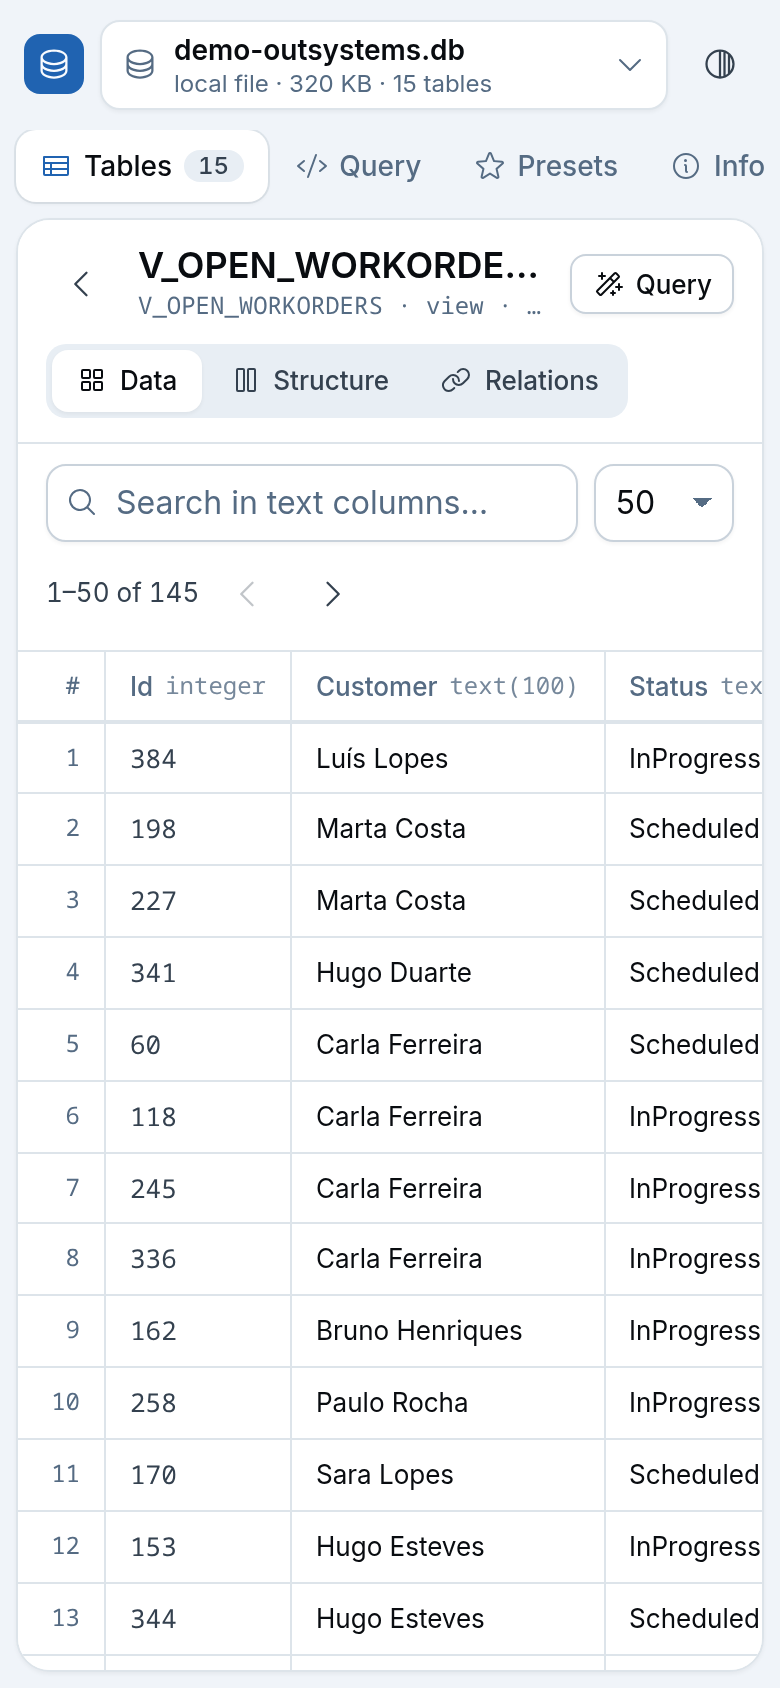 demo-outsystems.db
local file · 320 KB · 15 tables
Tables 15 Query Presets Info
V_OPEN_WORKORDE...
V_OPEN_WORKORDERS · view · …
Query
Data Structure Relations
Search in text columns... 50
1–50 of 145
# Id integer Customer text(100) Status tex
1 384 Luís Lopes InProgress
2 198 Marta Costa Scheduled
3 227 Marta Costa Scheduled
4 341 Hugo Duarte Scheduled
5 60 Carla Ferreira Scheduled
6 118 Carla Ferreira InProgress
7 245 Carla Ferreira InProgress
8 336 Carla Ferreira InProgress
9 162 Bruno Henriques InProgress
10 258 Paulo Rocha InProgress
11 170 Sara Lopes Scheduled
12 153 Hugo Esteves InProgress
13 344 Hugo Esteves Scheduled